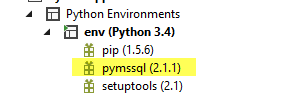 Python Environments
env (Python 3.4)
pip (1.5.6)
pymssql (2.1.1)
setuptools (2.1)